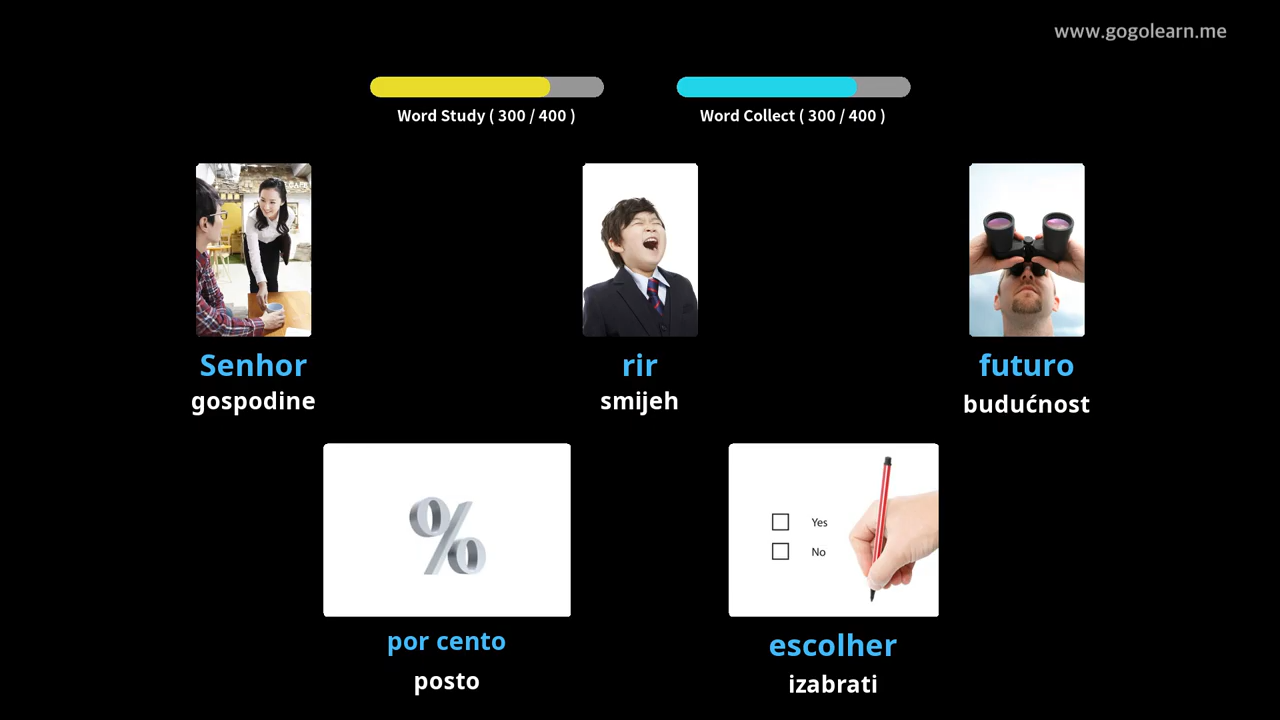 www.gogolearn.me
Word Study ( 300 / 400 )
Word Collect ( 300 / 400 )
Senhor
gospodine
rir
smijeh
futuro
budućnost
%
Yes
No
por cento
posto
escolher
izabrati